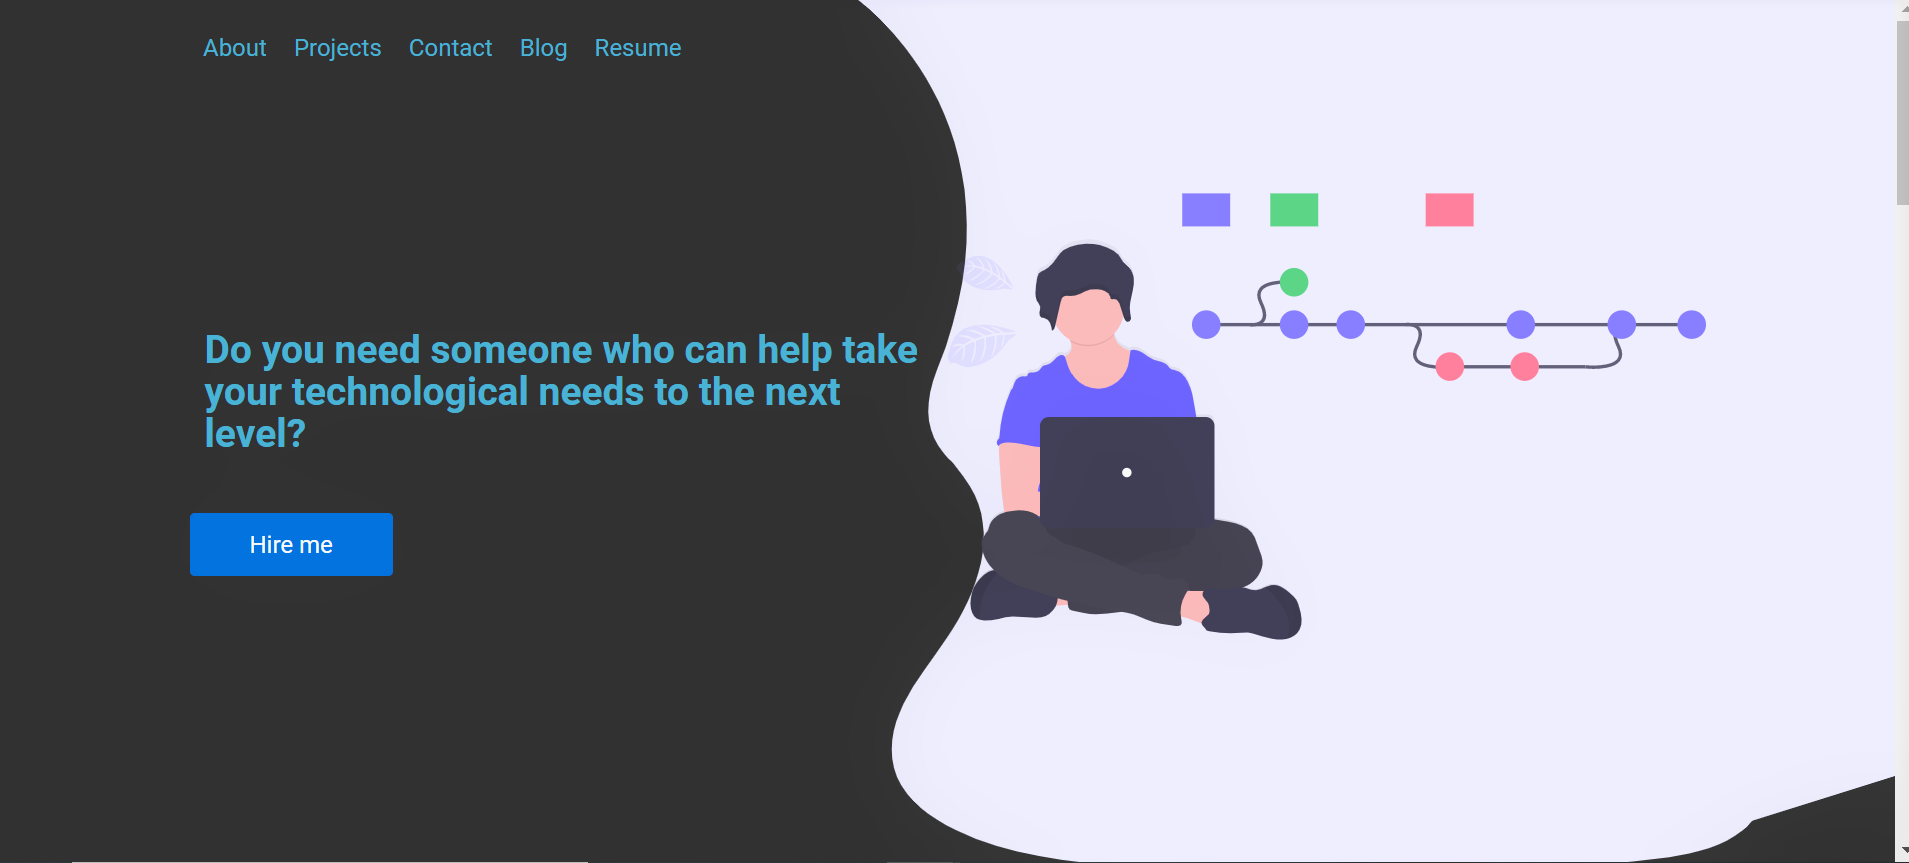 About Projects Contact Blog Resume
Do you need someone who can help take
your technological needs to the next
level?
Hire me